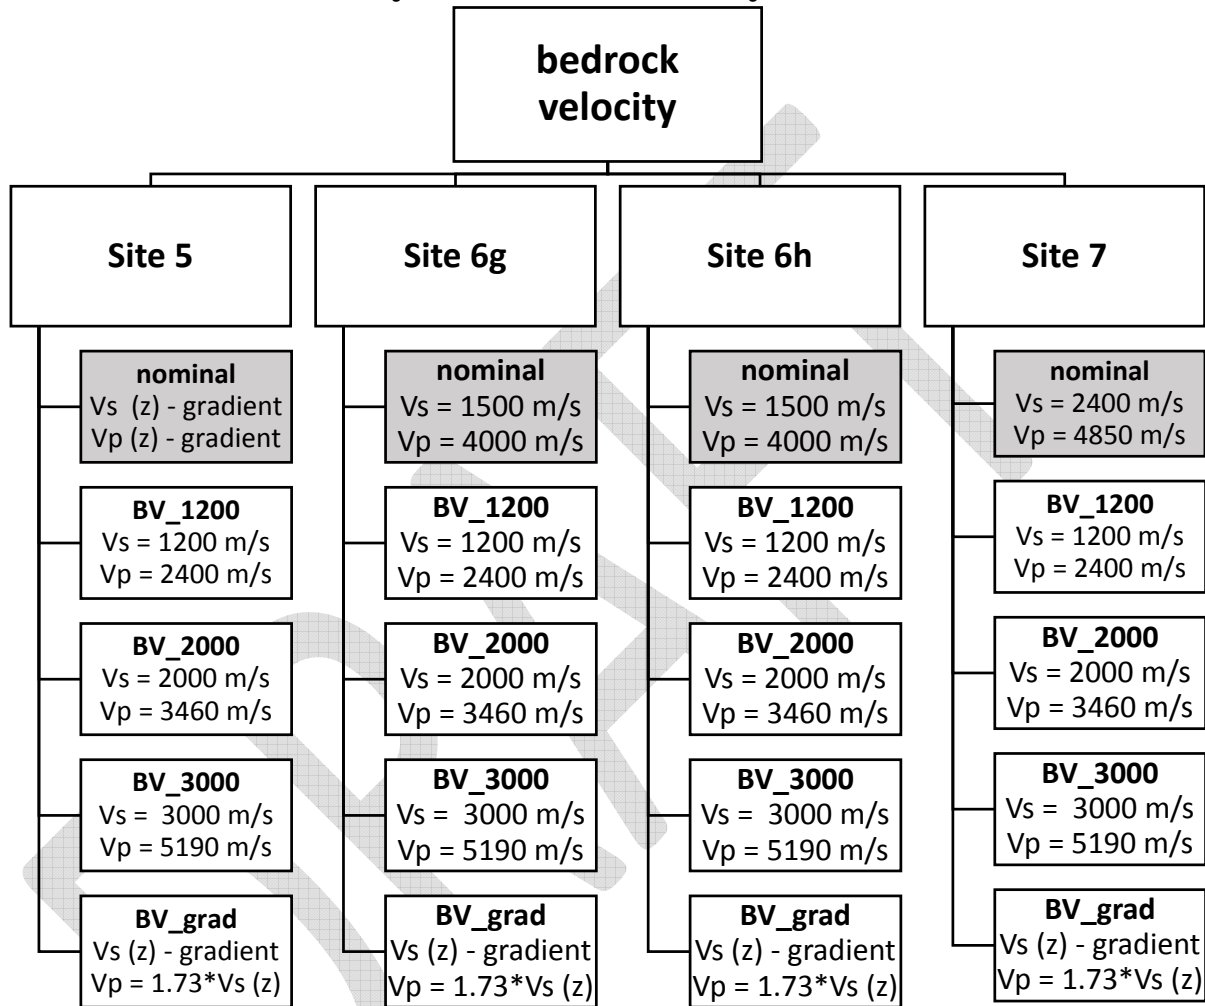 bedrock
velocity
Site 5
Site 6g
Site 6h
Site 7
nominal
Vs (z) - gradient
Vp (z) - gradient
BV_1200
Vs = 1200 m/s
Vp = 2400 m/s
BV_2000
Vs = 2000 m/s
Vp = 3460 m/s
BV_3000
Vs = 3000 m/s
Vp = 5190 m/s
BV_grad
Vs (z) - gradient
Vp = 1.73*Vs (z)
nominal
Vs = 1500 m/s
Vp = 4000 m/s
BV_1200
Vs = 1200 m/s
Vp = 2400 m/s
BV_2000
Vs = 2000 m/s
Vp = 3460 m/s
BV_3000
Vs = 3000 m/s
Vp = 5190 m/s
BV_grad
Vs (z) - gradient
Vp = 1.73*Vs (z)
nominal
Vs = 1500 m/s
Vp = 4000 m/s
BV_1200
Vs = 1200 m/s
Vp = 2400 m/s
BV_2000
Vs = 2000 m/s
Vp = 3460 m/s
BV_3000
Vs = 3000 m/s
Vp = 5190 m/s
BV_grad
Vs (z) - gradient
Vp = 1.73*Vs (z)
nominal
Vs = 2400 m/s
Vp = 4850 m/s
BV_1200
Vs = 1200 m/s
Vp = 2400 m/s
BV_2000
Vs = 2000 m/s
Vp = 3460 m/s
BV_3000
Vs = 3000 m/s
Vp = 5190 m/s
BV_grad
Vs (z) - gradient
Vp = 1.73*Vs (z)
DRAFT